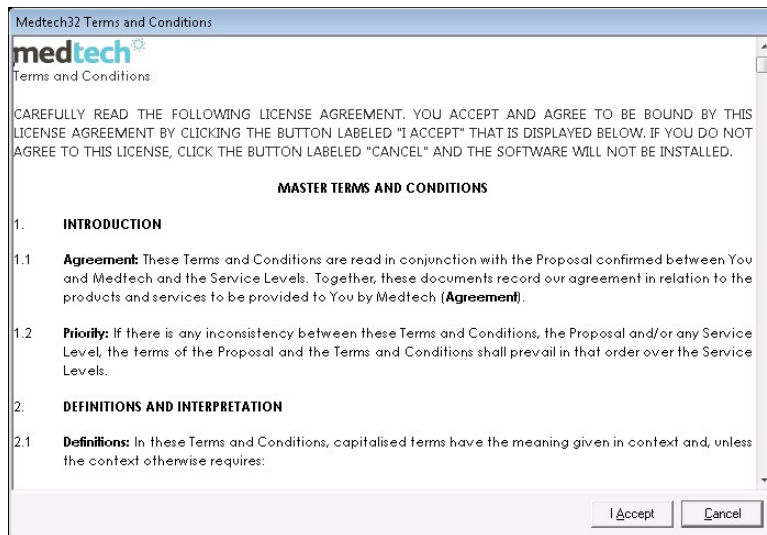 Medtech32 Terms and Conditions
medtech
Terms and Conditions
CAREFULLY READ THE FOLLOWING LICENSE AGREEMENT. YOU ACCEPT AND AGREE TO BE BOUND BY THIS
LICENSE AGREEMENT BY CLICKING THE BUTTON LABELED "I ACCEPT" THAT IS DISPLAYED BELOW. IF YOU DO NOT
AGREE TO THIS LICENSE, CLICK THE BUTTON LABELED "CANCEL" AND THE SOFTWARE WILL NOT BE INSTALLED.
MASTER TERMS AND CONDITIONS
1. INTRODUCTION
1.1 Agreement: These Terms and Conditions are read in conjunction with the Proposal confirmed between You
and Medtech and the Service Levels. Together, these documents record our agreement in relation to the
products and services to be provided to You by Medtech (Agreement).
1.2 Priority: If there is any inconsistency between these Terms and Conditions, the Proposal and/or any Service
Level, the terms of the Proposal and the Terms and Conditions shall prevail in that order over the Service
Levels.
2. DEFINITIONS AND INTERPRETATION
2.1 Definitions: In these Terms and Conditions, capitalised terms have the meaning given in context and, unless
the context otherwise requires:
I Accept Cancel